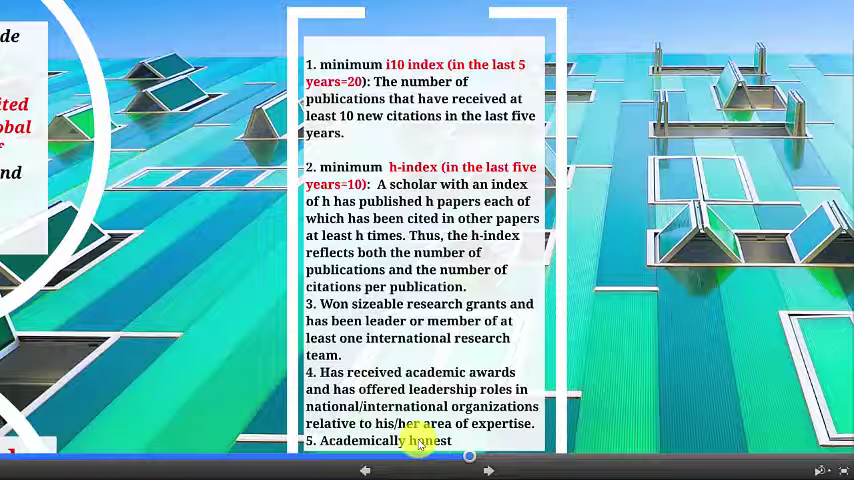 de
ited
obal
f
nd
1. minimum i10 index (in the last 5
years=20): The number of
publications that have received at
least 10 new citations in the last five
years.
2. minimum h-index (in the last five
years=10): A scholar with an index
of h has published h papers each of
which has been cited in other papers
at least h times. Thus, the h-index
reflects both the number of
publications and the number of
citations per publication.
3. Won sizeable research grants and
has been leader or member of at
least one international research
team.
4. Has received academic awards
and has offered leadership roles in
national/international organizations
relative to his/her area of expertise.
5. Academically honest